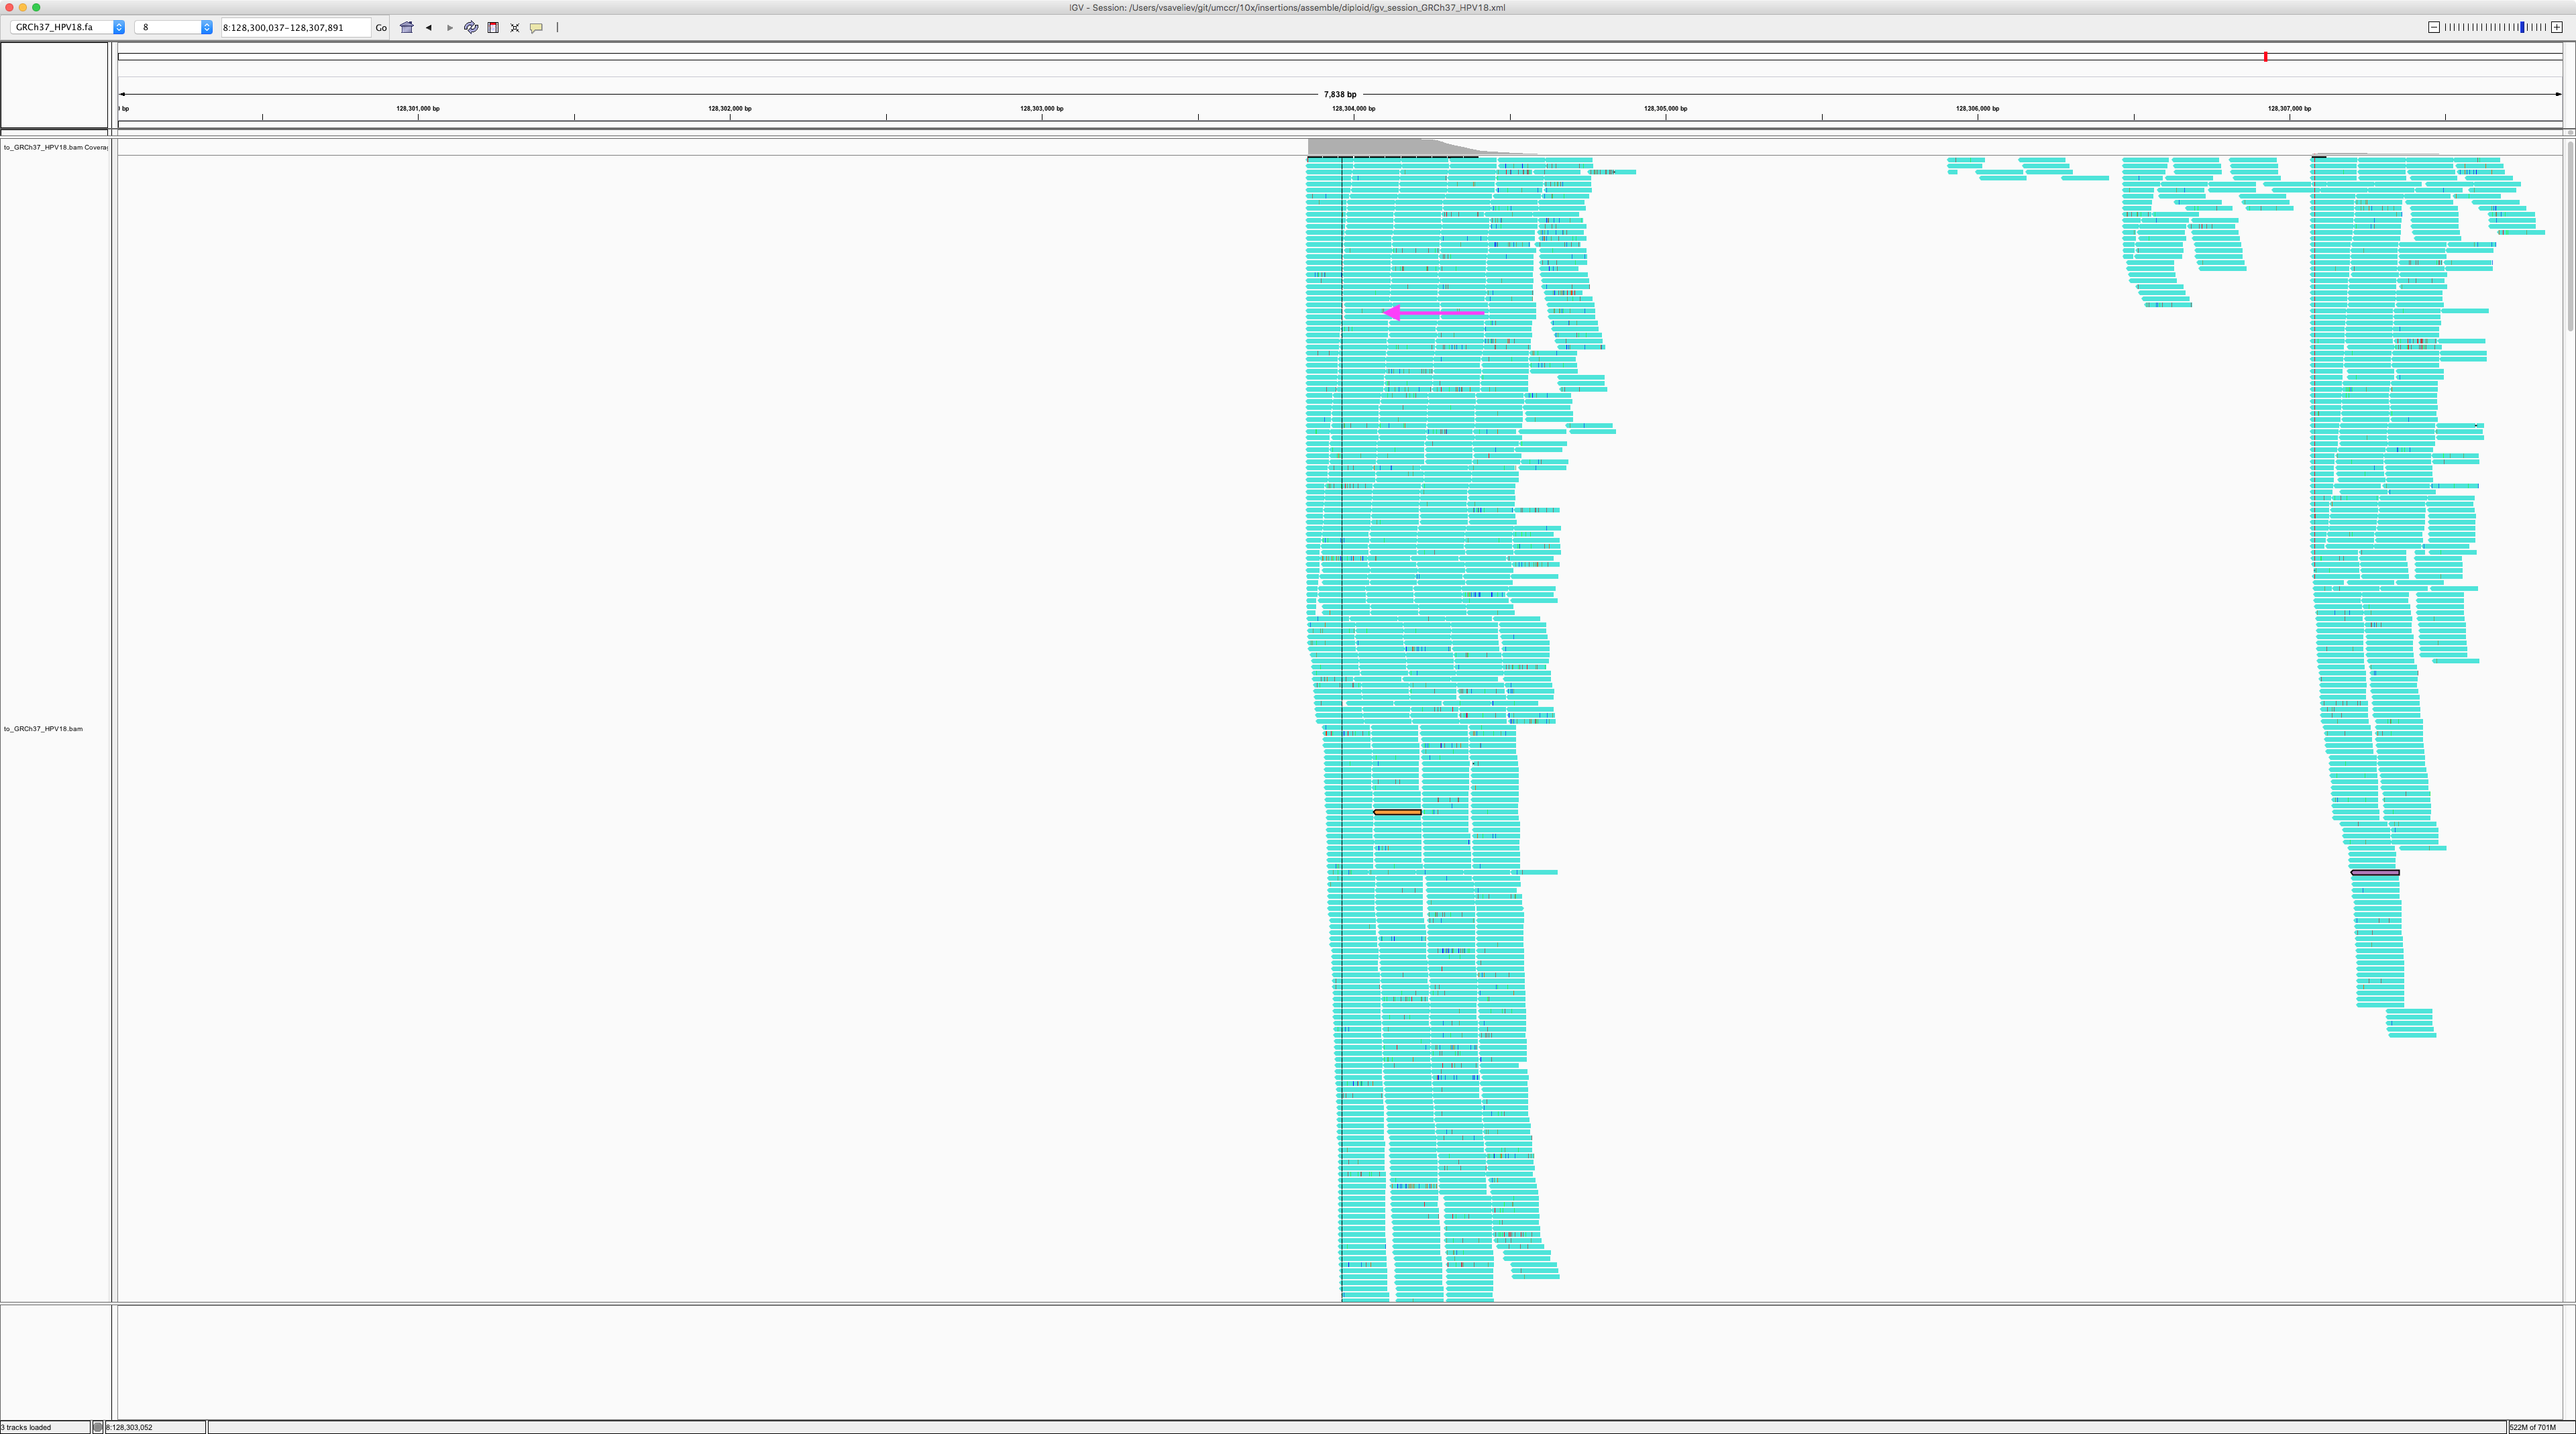 IGV - Session: /Users/vsaveliev/git/umccr/10x/insertions/assemble/diploid/igv_session_GRCh37_HPV18.xml
GRCh37_HPV18.fa 8 8:128,300,037-128,307,891 Go
7,838 bp
bp 128,301,000 bp 128,302,000 bp 128,303,000 bp 128,304,000 bp 128,305,000 bp 128,306,000 bp 128,307,000 bp
to_GRCh37_HPV18.bam Coverag
to_GRCh37_HPV18.bam
3 tracks loaded 8:128,303,052 522M of 701M